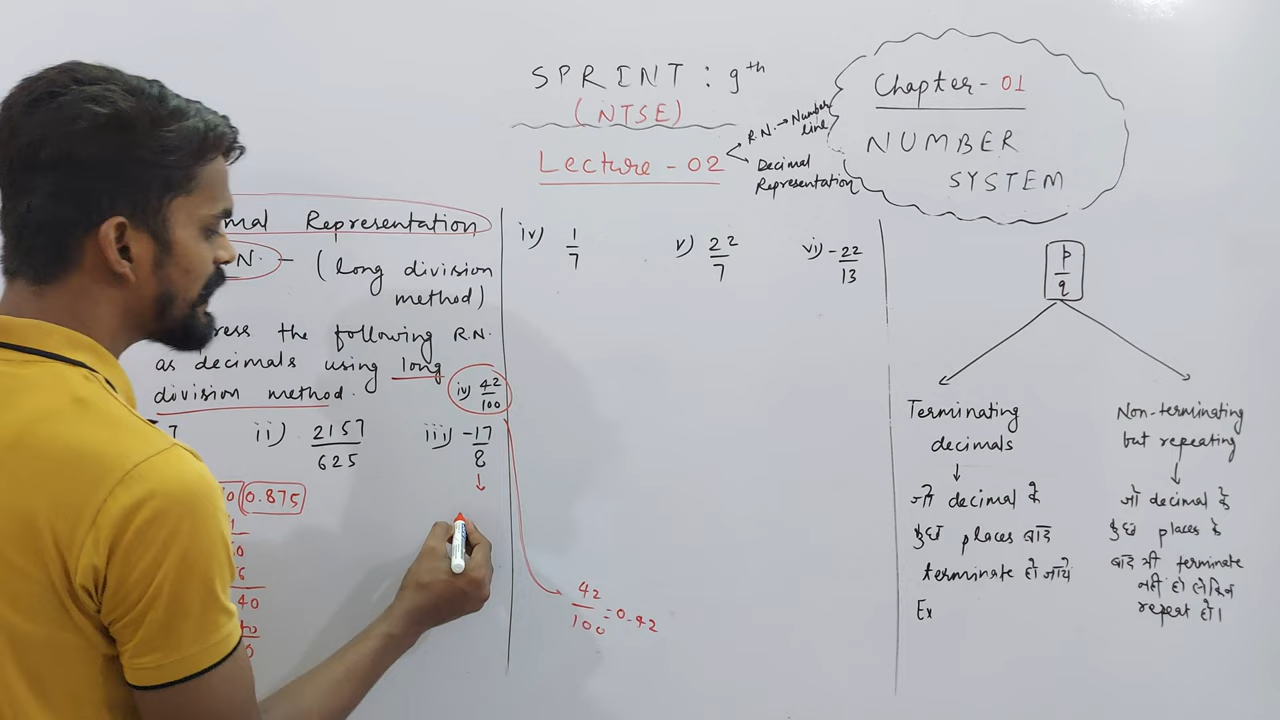 SPRINT : 9th
(NTSE)
Lecture - 02
R.N. → Number line
Decimal
Representation
Chapter - 01
NUMBER
SYSTEM
mal Representation
N. - (long division
method)
ress the following R.N.
as decimals using long
division method.
iv) 42/100
7
ii) 2157/625
iii) -17/8
0.875
40
42/100 = 0.42
iv) 1/7
v) 22/7
vi) -22/13
p/q
Terminating
decimals
जो decimal के
कुछ places बाद
terminate हो जाये
Ex
Non-terminating
but repeating
जो decimal के
कुछ places के
बाद भी terminate
नहीं हो लेकिन
repeat हो।